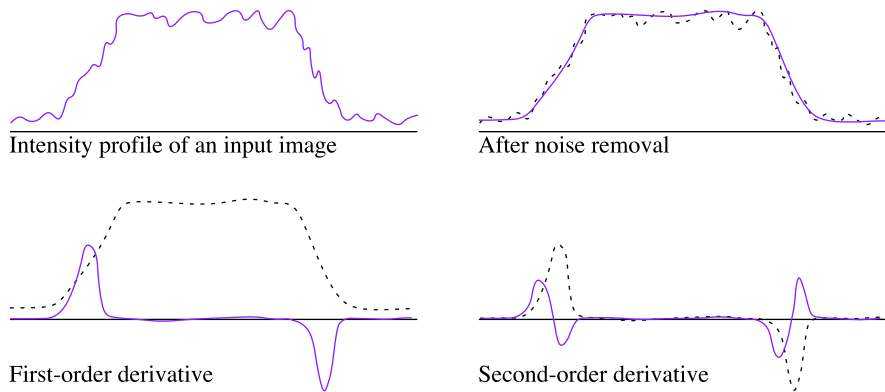 Intensity profile of an input image
After noise removal
First-order derivative
Second-order derivative